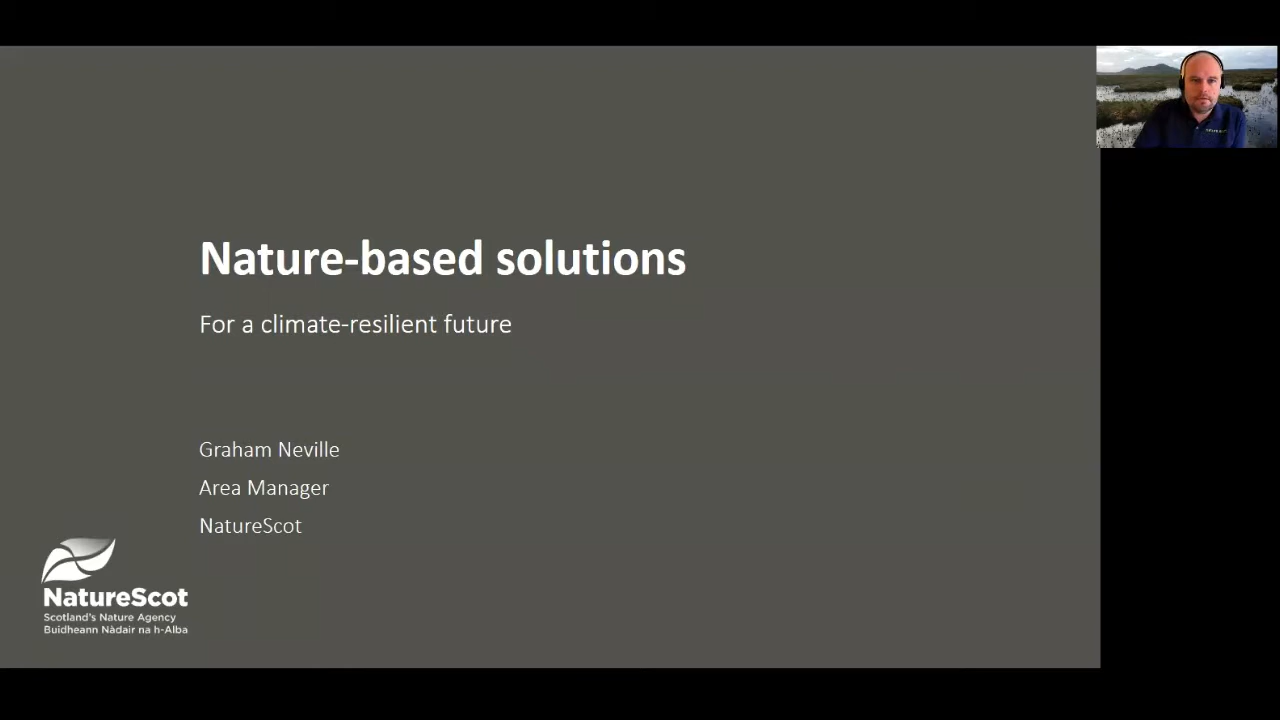 Nature-based solutions
For a climate-resilient future
Graham Neville
Area Manager
NatureScot
NatureScot
Scotland's Nature Agency
Buidheann Nàdair na h-Alba